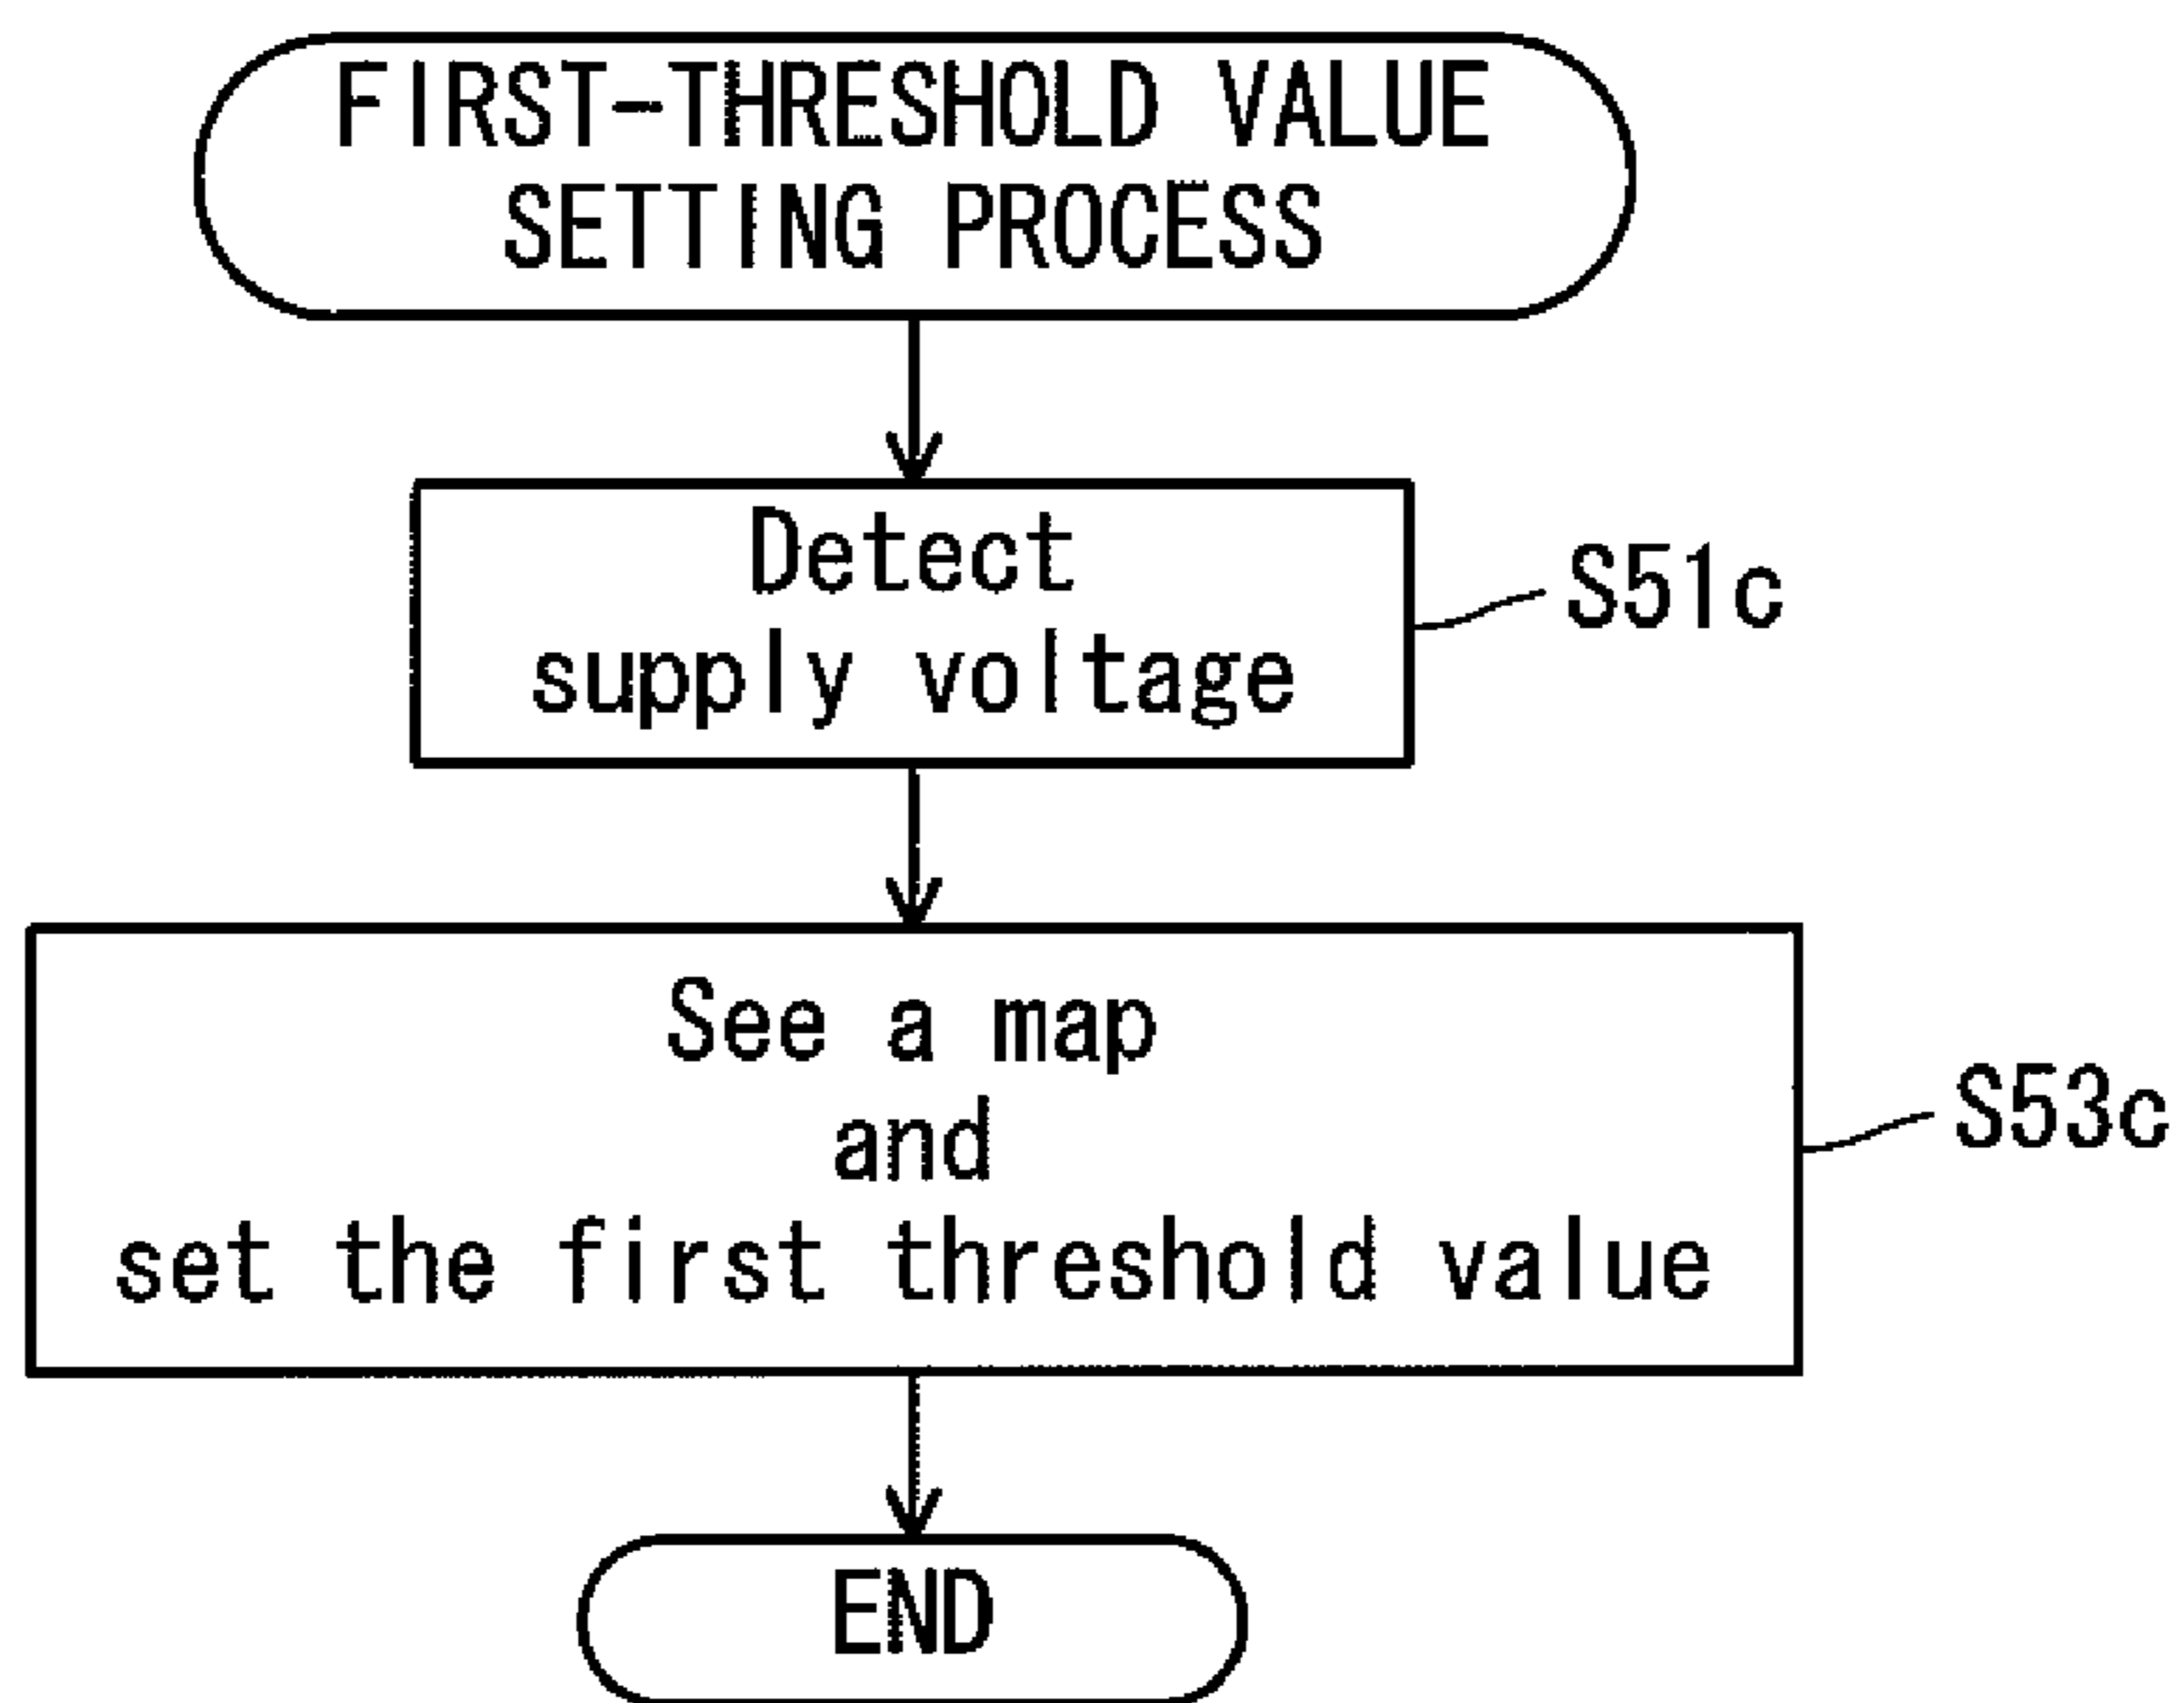 FIRST-THRESHOLD VALUE
SETTING PROCESS
Detect
supply voltage
S51c
See a map
and
set the first threshold value
S53c
END